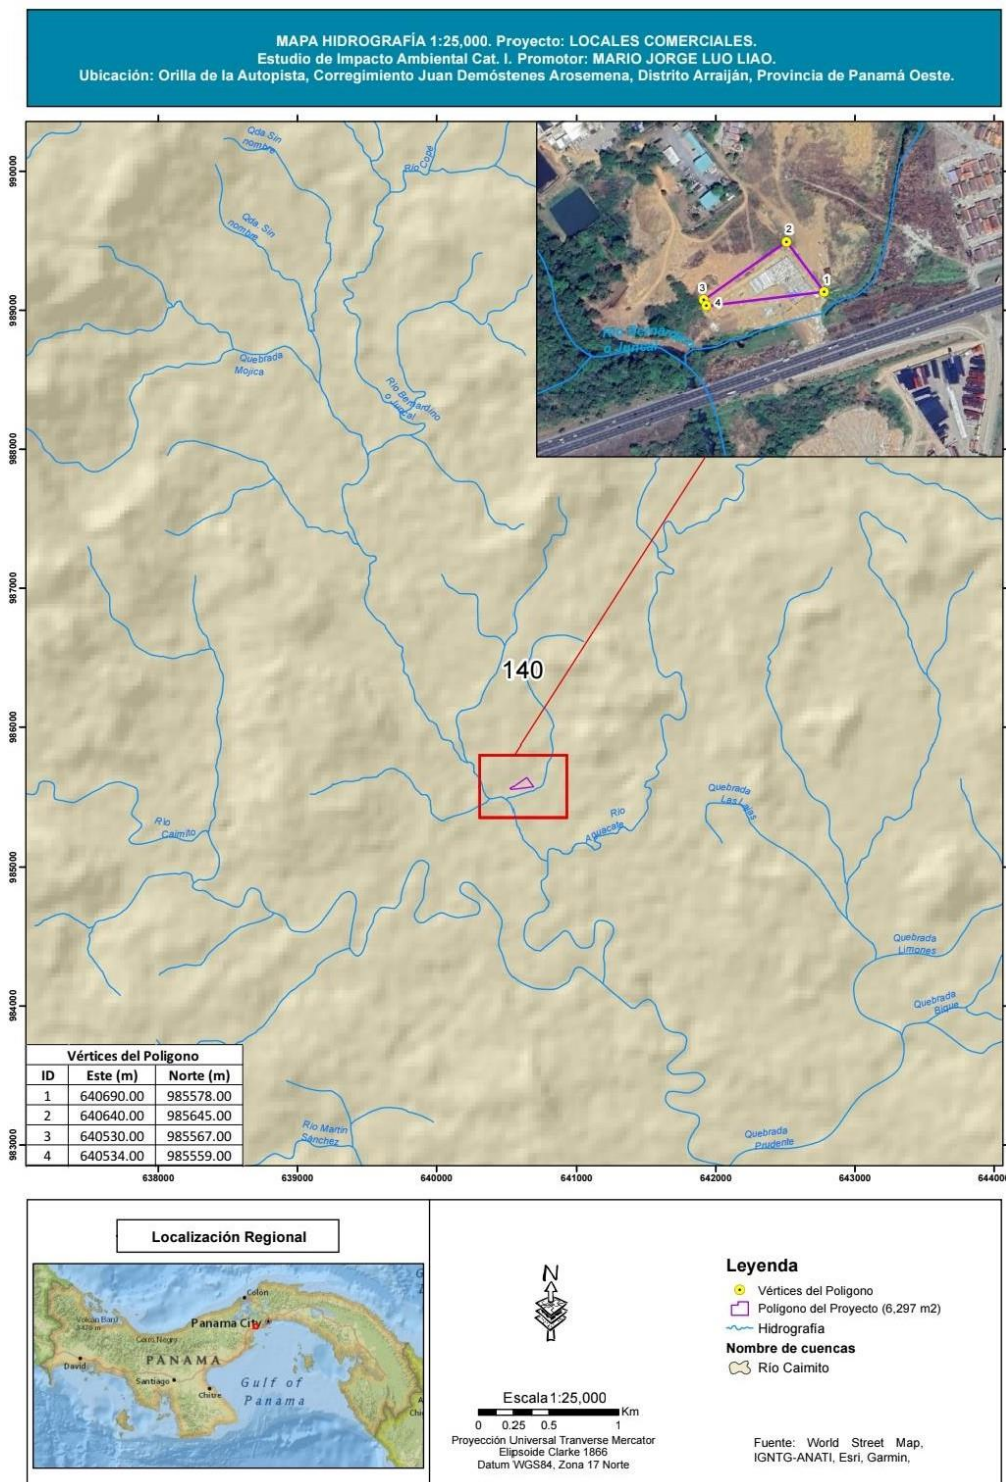 MAPA HIDROGRAFÍA 1:25,000. Proyecto: LOCALES COMERCIALES.
Estudio de Impacto Ambiental Cat. I. Promotor: MARIO JORGE LUO LIAO.
Ubicación: Orilla de la Autopista, Corregimiento Juan Demóstenes Arosemena, Distrito Arraiján, Provincia de Panamá Oeste.
990000
989000
988000
987000
986000
985000
984000
983000
Qda. Sin
nombre
Río Copé
Qda. Sin
nombre
Quebrada
Mojica
Río Bernardino
o Juncal
2
1
3
4
Río Bernardino
o Juncal
140
Río
Caimito
Río
Aguacate
Quebrada
Las Lajas
Quebrada
Limones
Quebrada
Bique
Quebrada
Prudente
Río Martín
Sánchez
Vértices del Poligono
ID Este (m) Norte (m)
1 640690.00 985578.00
2 640640.00 985645.00
3 640530.00 985567.00
4 640534.00 985559.00
638000 639000 640000 641000 642000 643000 644000
Localización Regional
Colón
Panama City
Cerro Negro
David
PANAMA
Santiago
Chitre
Gulf of
Panama
N
Escala 1:25,000
Km
0 0.25 0.5 1
Proyección Universal Tranverse Mercator
Elipsoide Clarke 1866
Datum WGS84, Zona 17 Norte
Leyenda
Vértices del Poligono
Polígono del Proyecto (6,297 m2)
Hidrografía
Nombre de cuencas
Río Caimito
Fuente: World Street Map,
IGNTG-ANATI, Esri, Garmin,